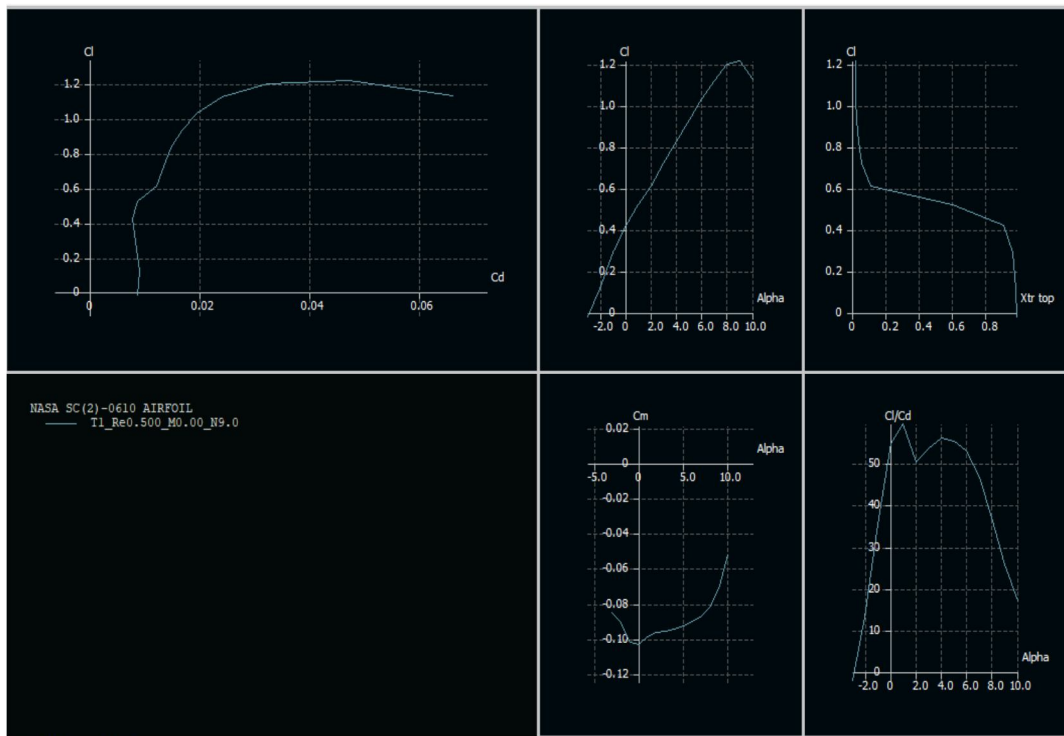 Cl
1.2
1.0
0.8
0.6
0.4
0.2
0
Cd
0 0.02 0.04 0.06
Cl
1.2
1.0
0.8
0.6
0.4
0.2
0
Alpha
-2.0 0 2.0 4.0 6.0 8.0 10.0
Cl
1.2
1.0
0.8
0.6
0.4
0.2
0
Xtr top
0 0.2 0.6 0.8
NASA SC(2)-0610 AIRFOIL
T1_Re0.500_M0.00_N9.0
Cm
0.02
Alpha
0
-5.0 0 5.0 10.0
-0.02
-0.04
-0.06
-0.08
-0.10
-0.12
Cl/Cd
50
40
30
20
10
Alpha
0
-2.0 0 2.0 4.0 6.0 8.0 10.0